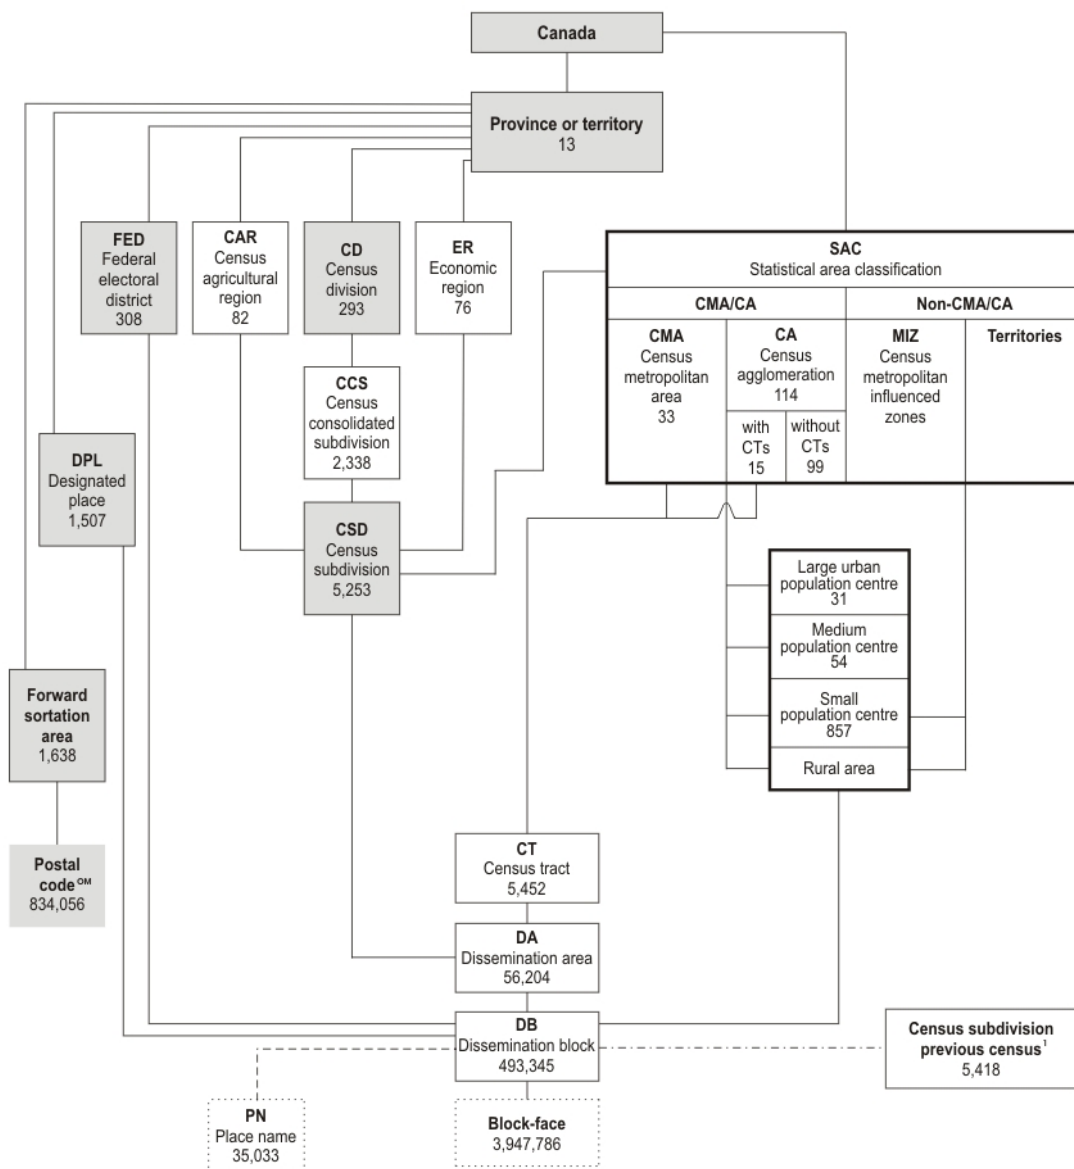 Canada
Province or territory
13
FED
Federal
electoral
district
308
CAR
Census
agricultural
region
82
CD
Census
division
293
ER
Economic
region
76
SAC
Statistical area classification
CMA/CA
Non-CMA/CA
CMA
Census
metropolitan
area
33
CA
Census
agglomeration
114
with
CTs
15
without
CTs
99
MIZ
Census
metropolitan
influenced
zones
Territories
CCS
Census
consolidated
subdivision
2,338
DPL
Designated
place
1,507
CSD
Census
subdivision
5,253
Large urban
population centre
31
Medium
population centre
54
Small
population centre
857
Rural area
Forward
sortation
area
1,638
Postal
code OM
834,056
CT
Census tract
5,452
DA
Dissemination area
56,204
DB
Dissemination block
493,345
Census subdivision
previous census 1
5,418
PN
Place name
35,033
Block-face
3,947,786